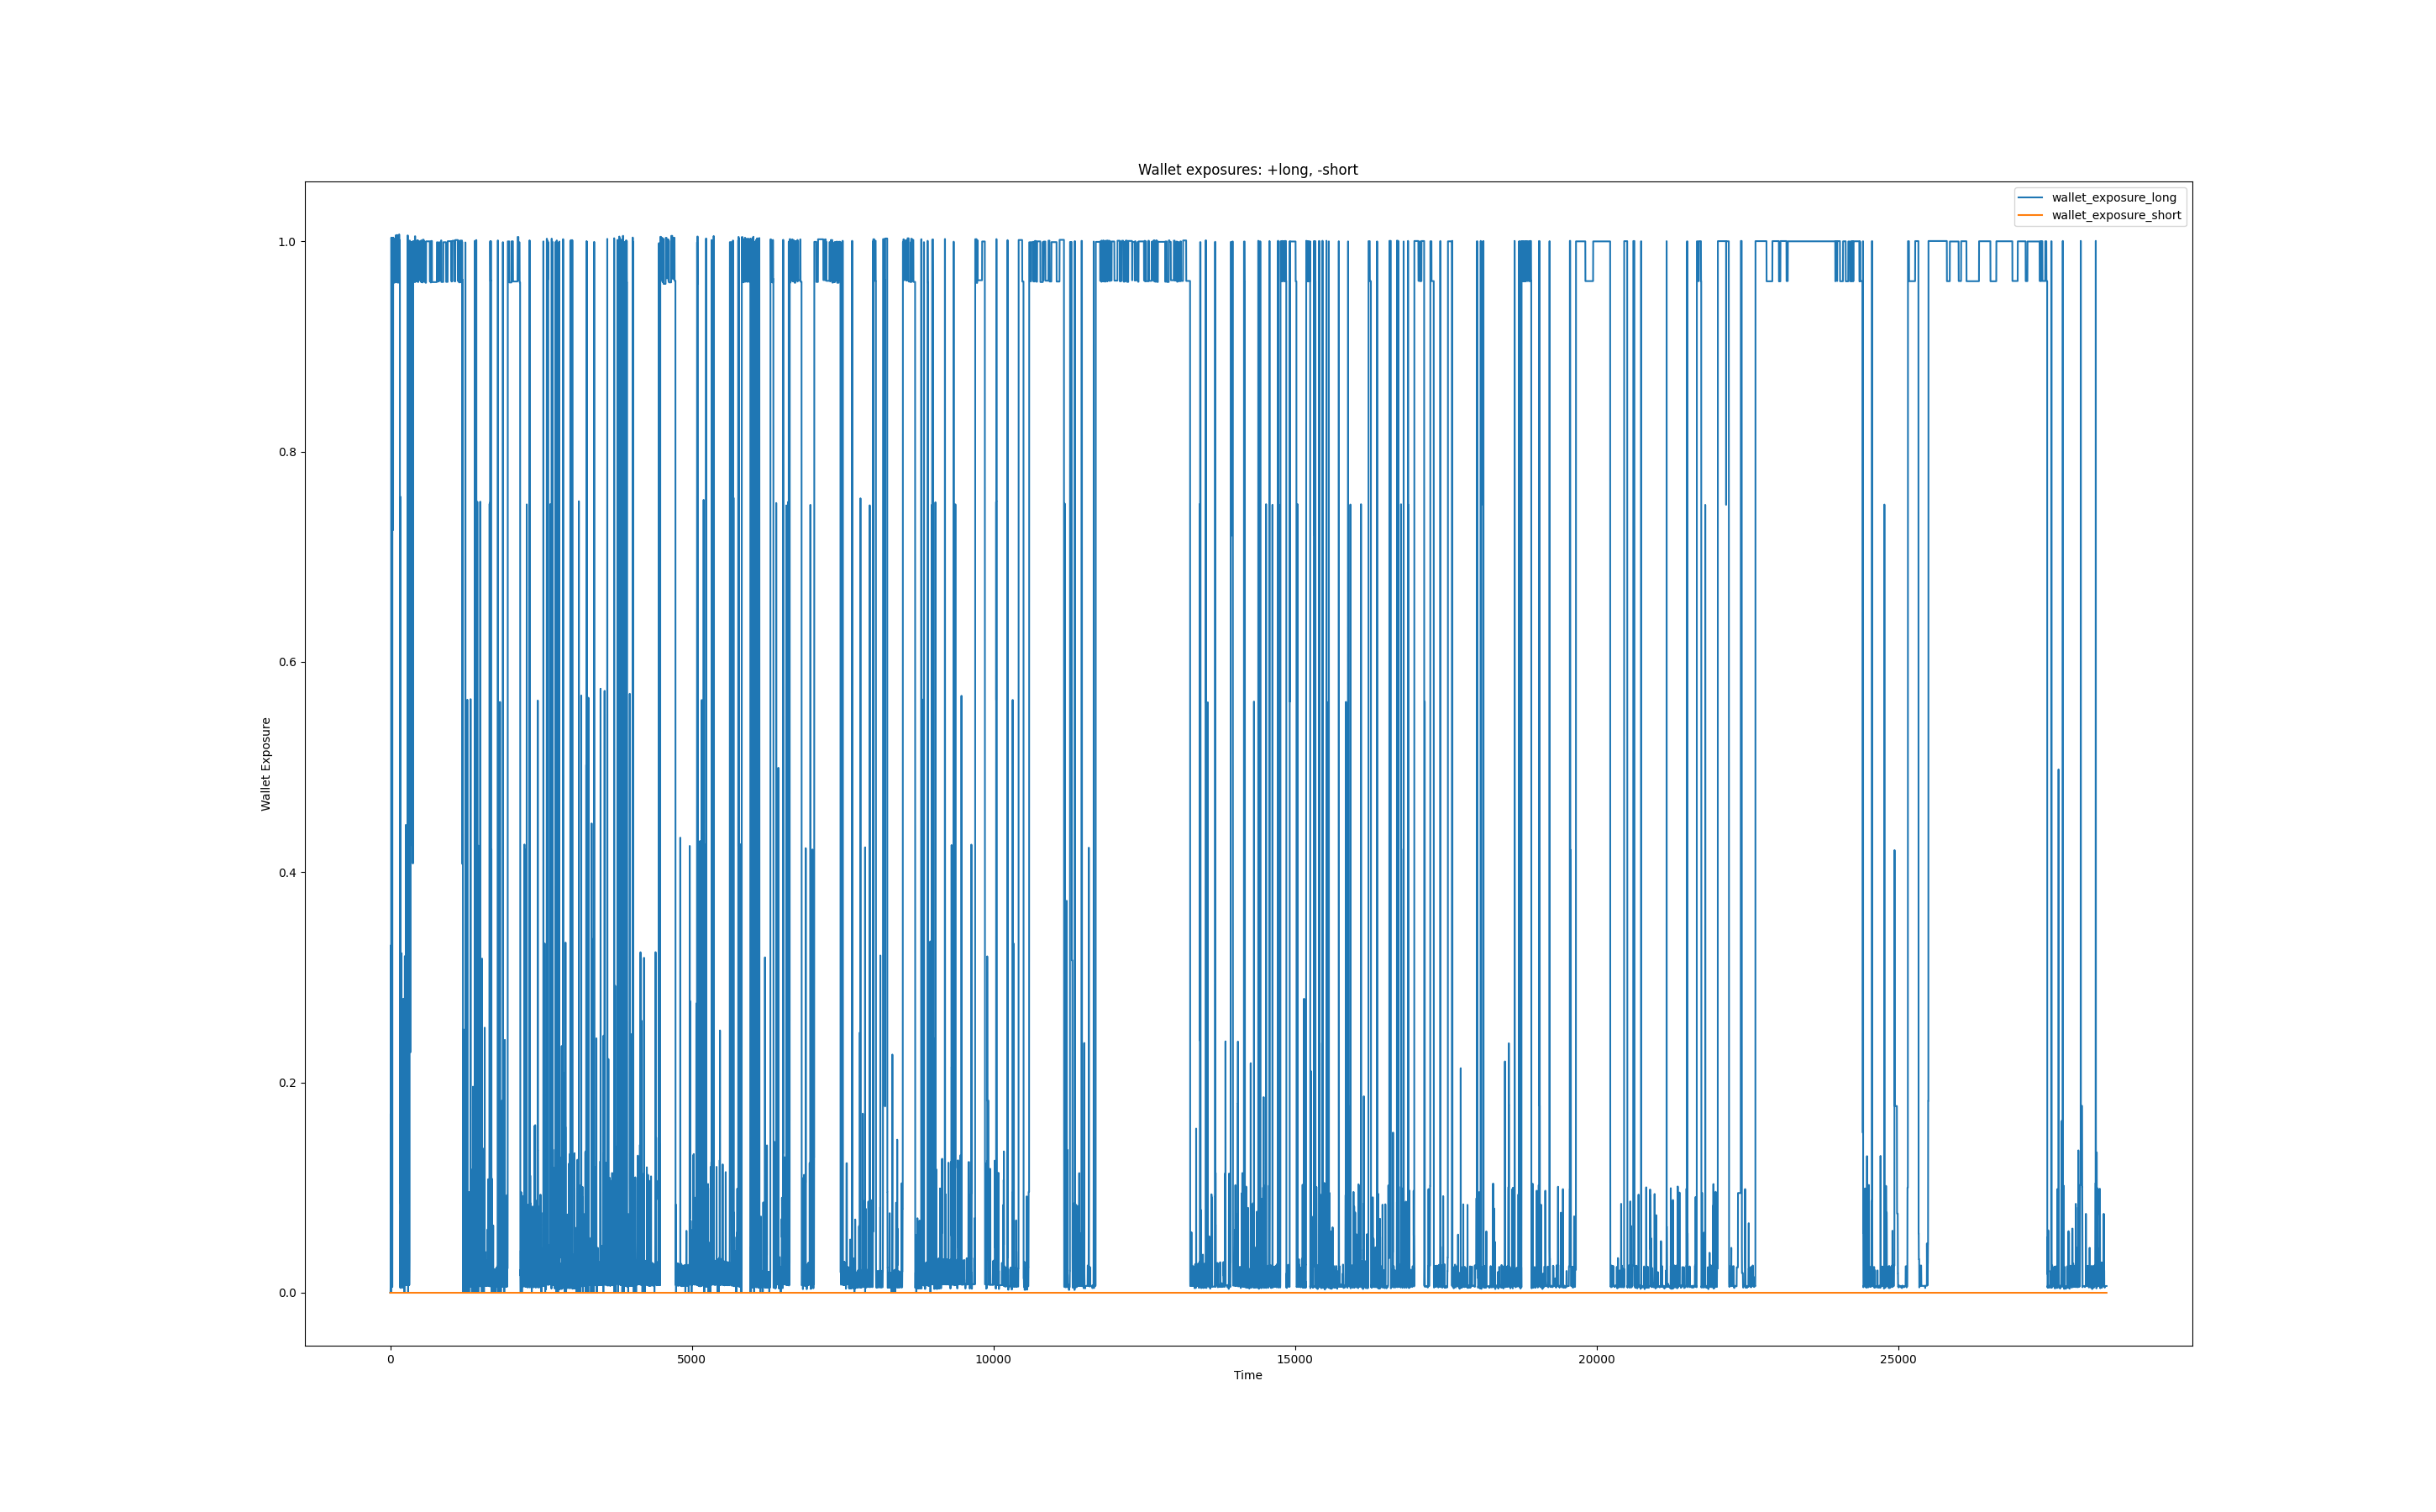 Wallet exposures: +long, -short
wallet_exposure_long
wallet_exposure_short
1.0
0.8
0.6
0.4
0.2
0.0
Wallet Exposure
0
5000
10000
15000
20000
25000
Time